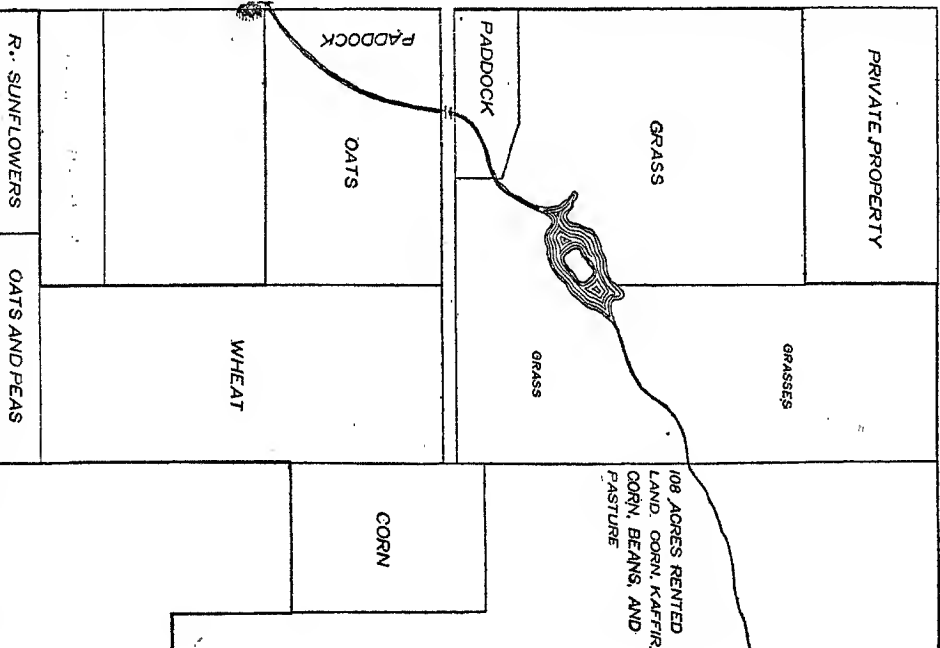 PRIVATE PROPERTY
GRASS
PADDOCK
PADDOCK
OATS
R. SUNFLOWERS
GRASSES
GRASS
WHEAT
OATS AND PEAS
108 ACRES RENTED
LAND. CORN, KAFFIR,
CORN, BEANS, AND
PASTURE
CORN